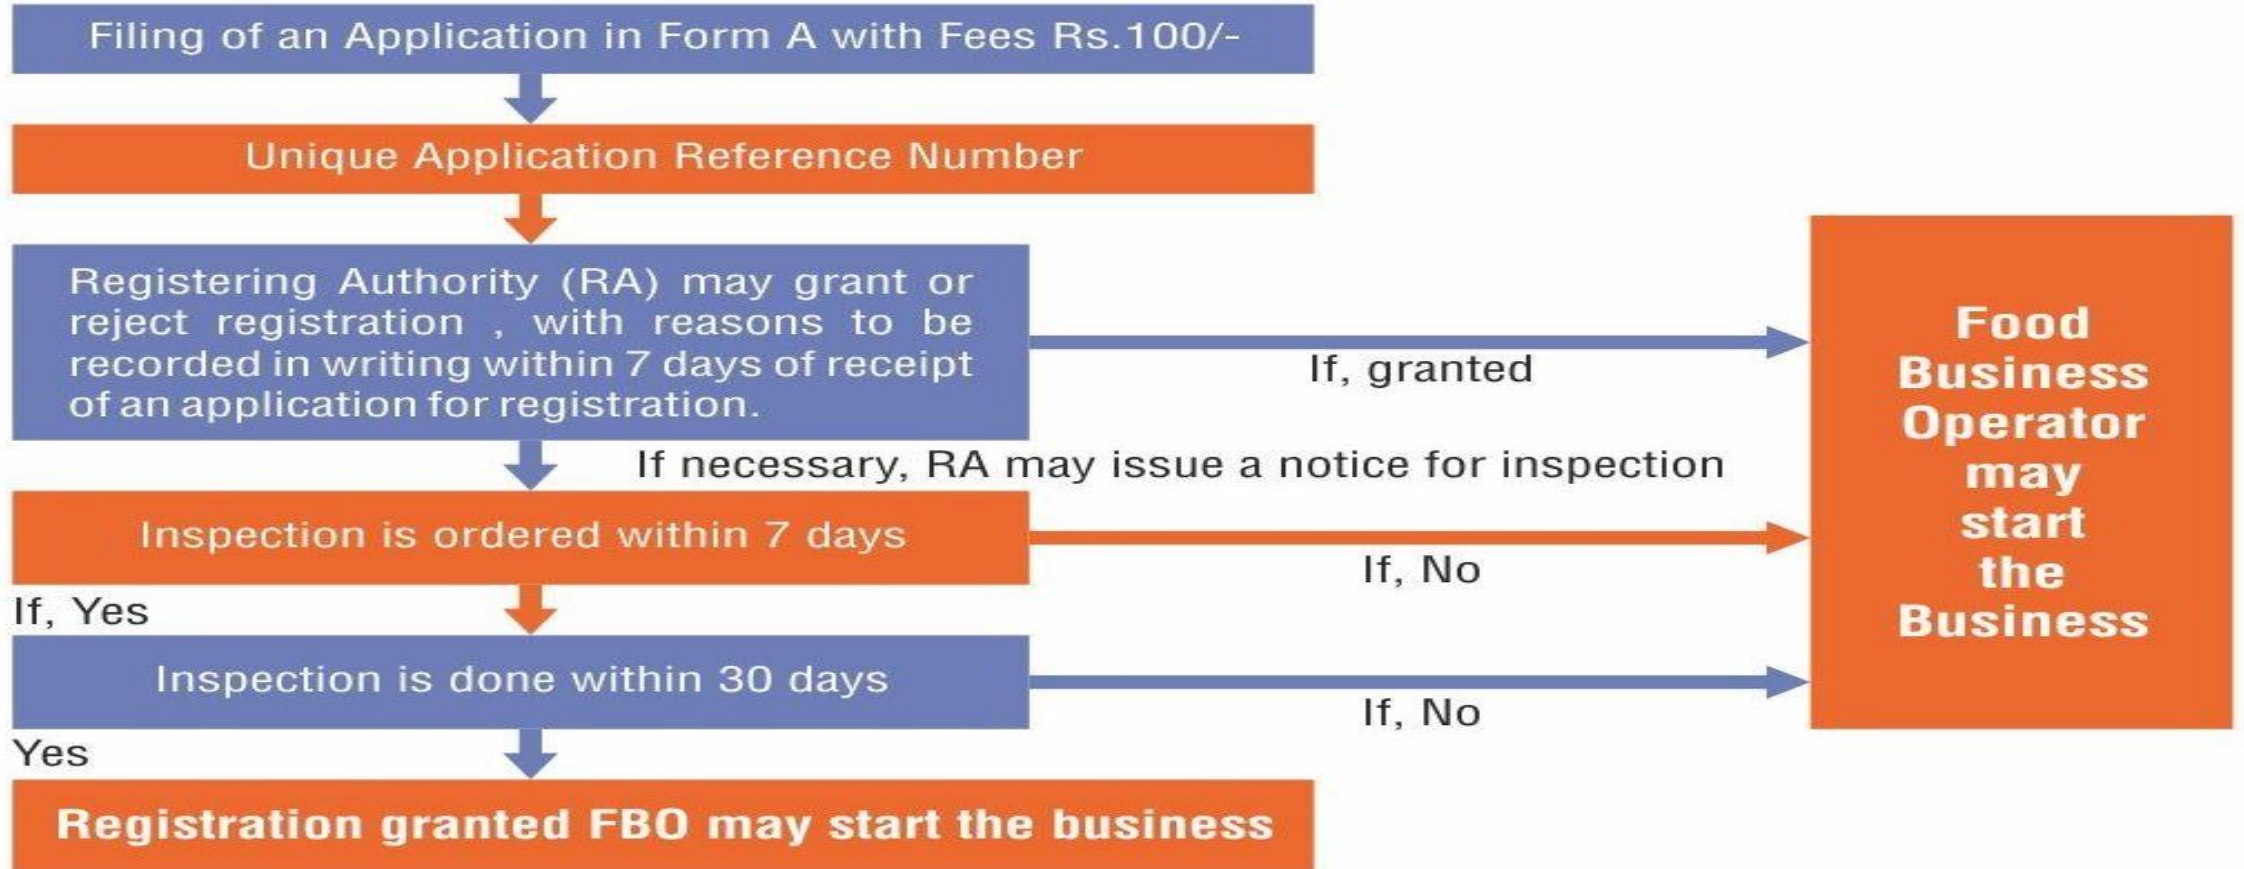 Filing of an Application in Form A with Fees Rs.100/-
Unique Application Reference Number
Registering Authority (RA) may grant or
reject registration , with reasons to be
recorded in writing within 7 days of receipt
of an application for registration.
If, granted
If necessary, RA may issue a notice for inspection
Inspection is ordered within 7 days
If, No
If, Yes
Inspection is done within 30 days
If, No
Yes
Registration granted FBO may start the business
Food
Business
Operator
may
start
the
Business